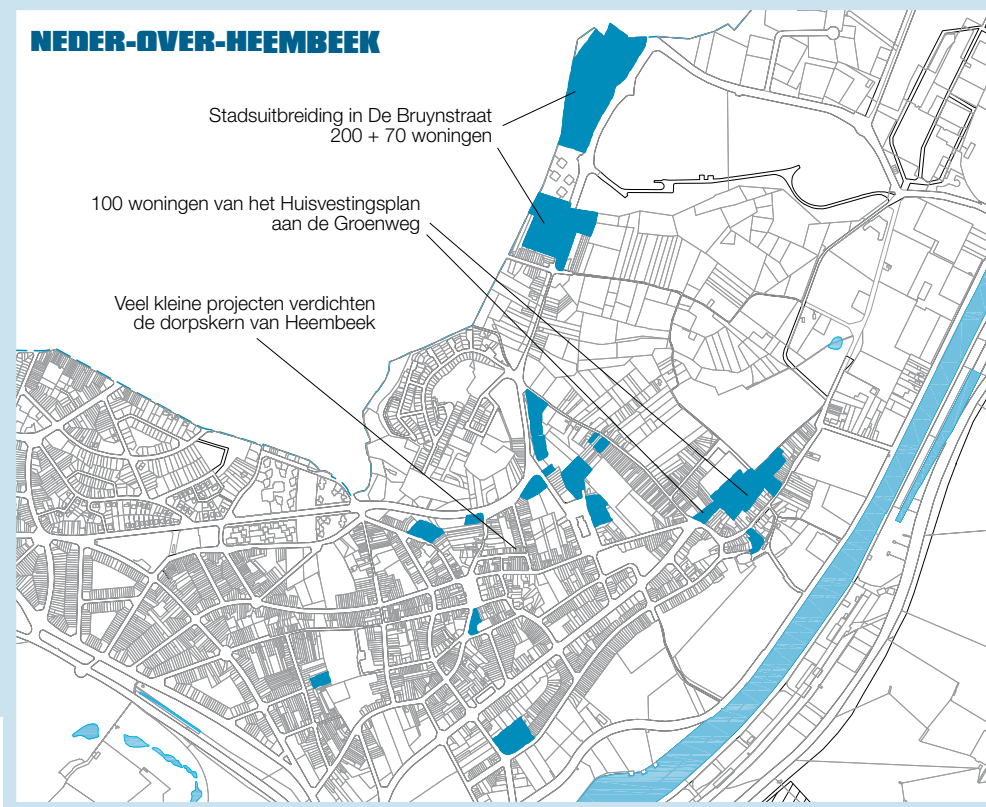 NEDER-OVER-HEEMBEEK
Stadsuitbreiding in De Bruynstraat
200 + 70 woningen
100 woningen van het Huisvestingsplan
aan de Groenweg
Veel kleine projecten verdichten
de dorpskern van Heembeek